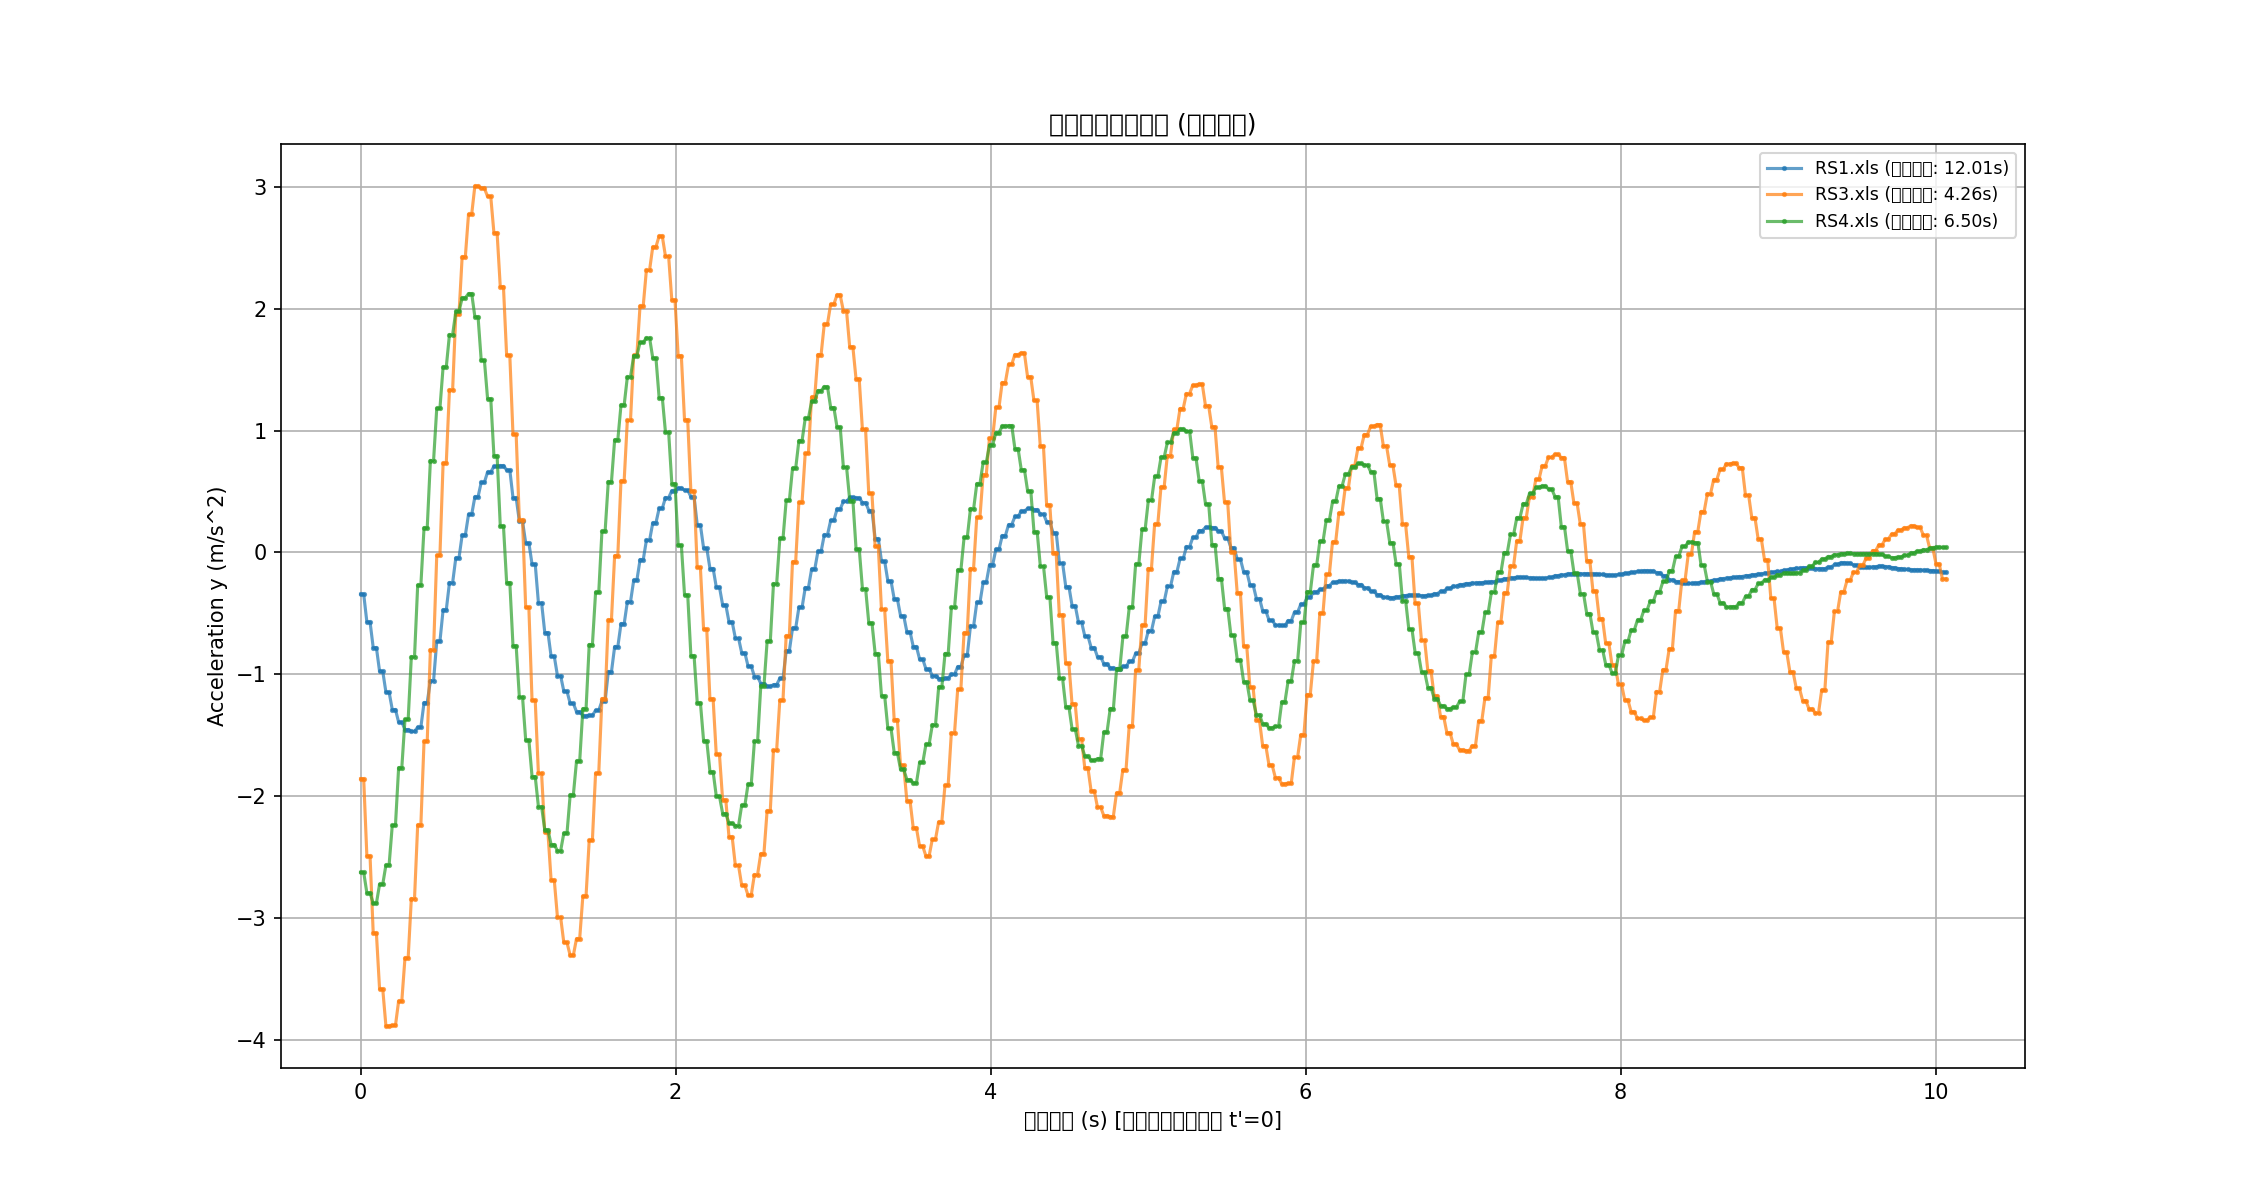 (    )
RS1.xls (    : 12.01s)
RS3.xls (    : 4.26s)
RS4.xls (    : 6.50s)
3
2
1
0
−1
−2
−3
−4
Acceleration y (m/s^2)
0 2 4 6 8 10
(s) [ t'=0]